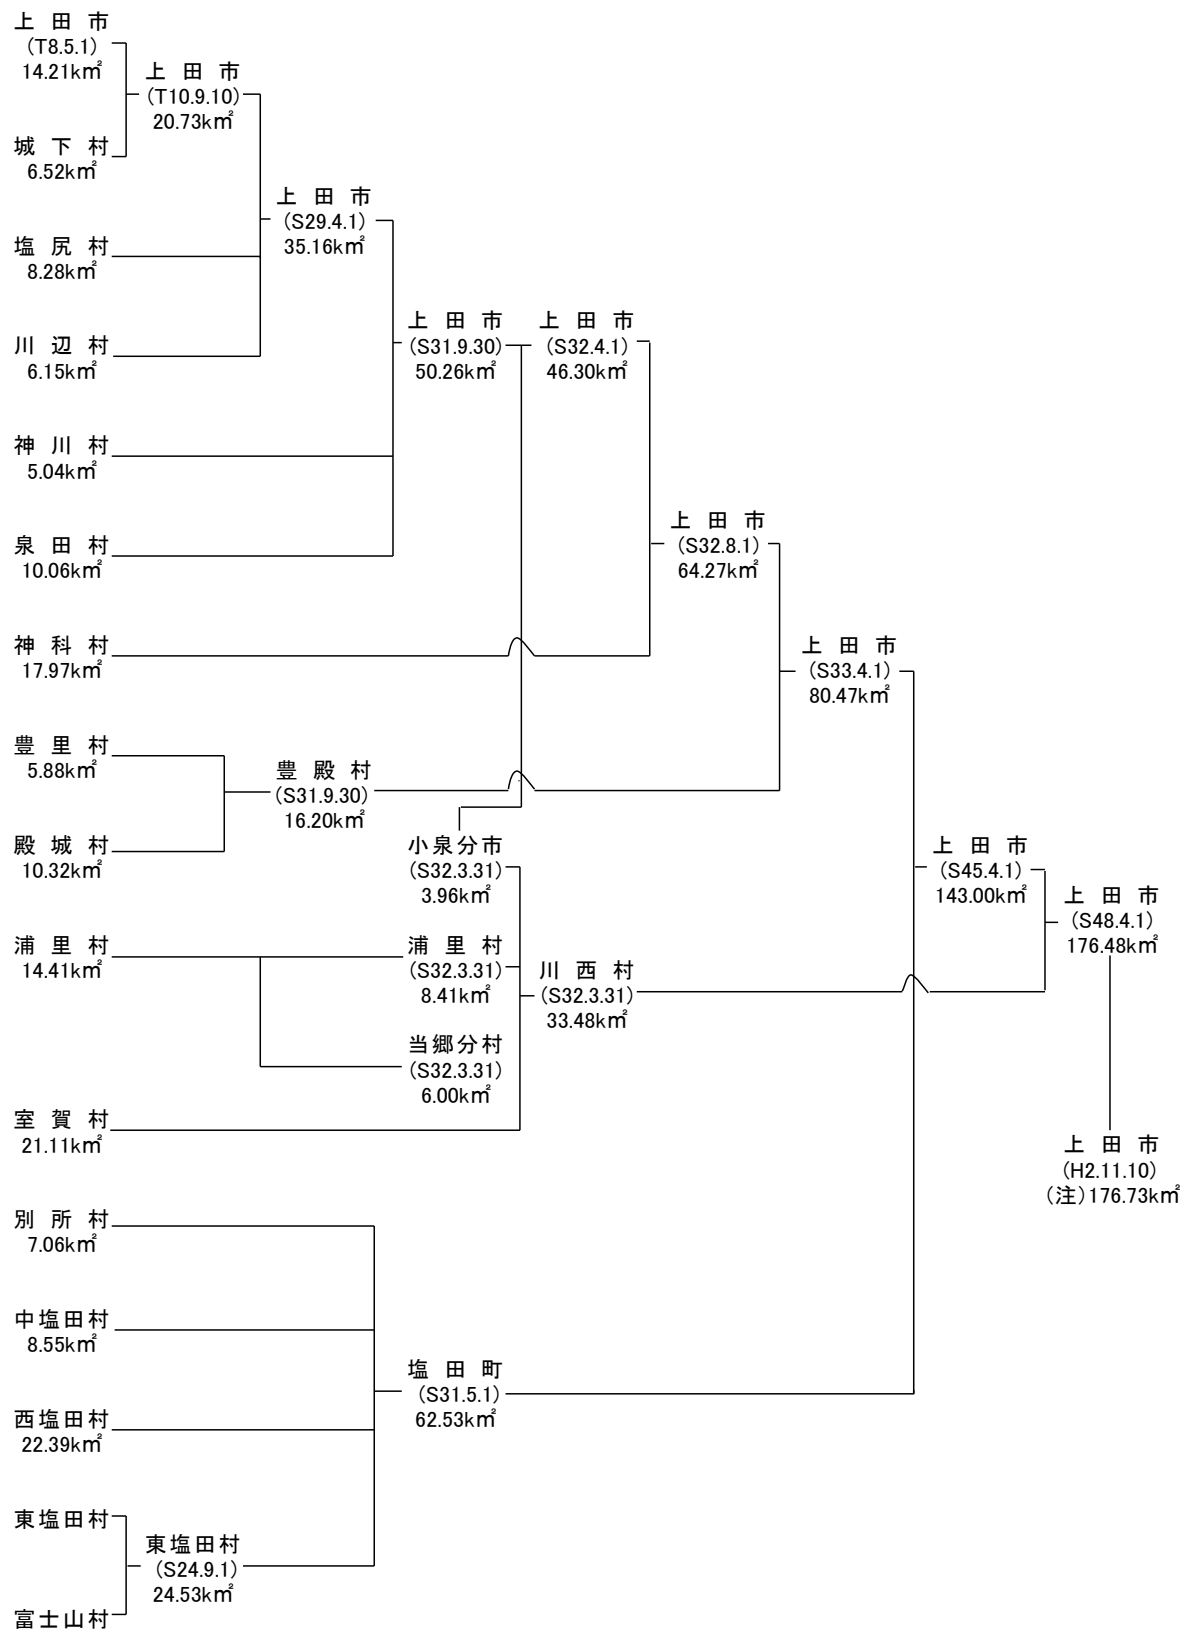 上田市
(T8.5.1)
14.21k㎡
城下村
6.52k㎡
上田市
(T10.9.10)
20.73k㎡
塩尻村
8.28k㎡
川辺村
6.15k㎡
上田市
(S29.4.1)
35.16k㎡
神川村
5.04k㎡
泉田村
10.06k㎡
上田市
(S31.9.30)
50.26k㎡
上田市
(S32.4.1)
46.30k㎡
神科村
17.97k㎡
上田市
(S32.8.1)
64.27k㎡
豊里村
5.88k㎡
殿城村
10.32k㎡
豊殿村
(S31.9.30)
16.20k㎡
上田市
(S33.4.1)
80.47k㎡
小泉分市
(S32.3.31)
3.96k㎡
浦里村
14.41k㎡
浦里村
(S32.3.31)
8.41k㎡
当郷分村
(S32.3.31)
6.00k㎡
室賀村
21.11k㎡
川西村
(S32.3.31)
33.48k㎡
上田市
(S45.4.1)
143.00k㎡
上田市
(S48.4.1)
176.48k㎡
上田市
(H2.11.10)
(注)176.73k㎡
別所村
7.06k㎡
中塩田村
8.55k㎡
西塩田村
22.39k㎡
東塩田村
富士山村
東塩田村
(S24.9.1)
24.53k㎡
塩田町
(S31.5.1)
62.53k㎡